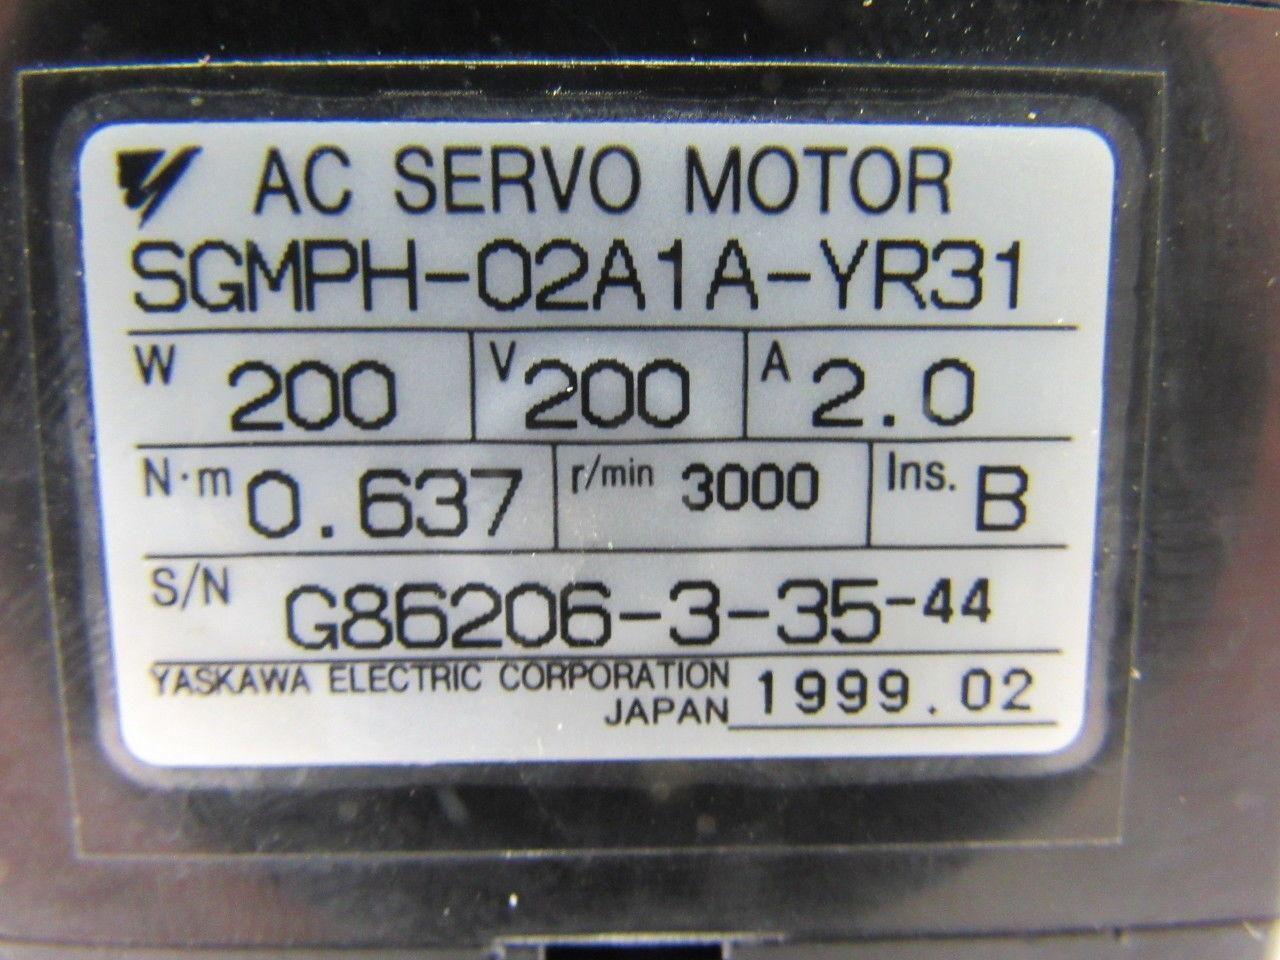 AC SERVO MOTOR
SGMPH-02A1A-YR31
W 200 V 200 A 2.0
N·m 0.637 r/min 3000 Ins. B
S/N G86206-3-35-44
YASKAWA ELECTRIC CORPORATION
JAPAN 1999.02